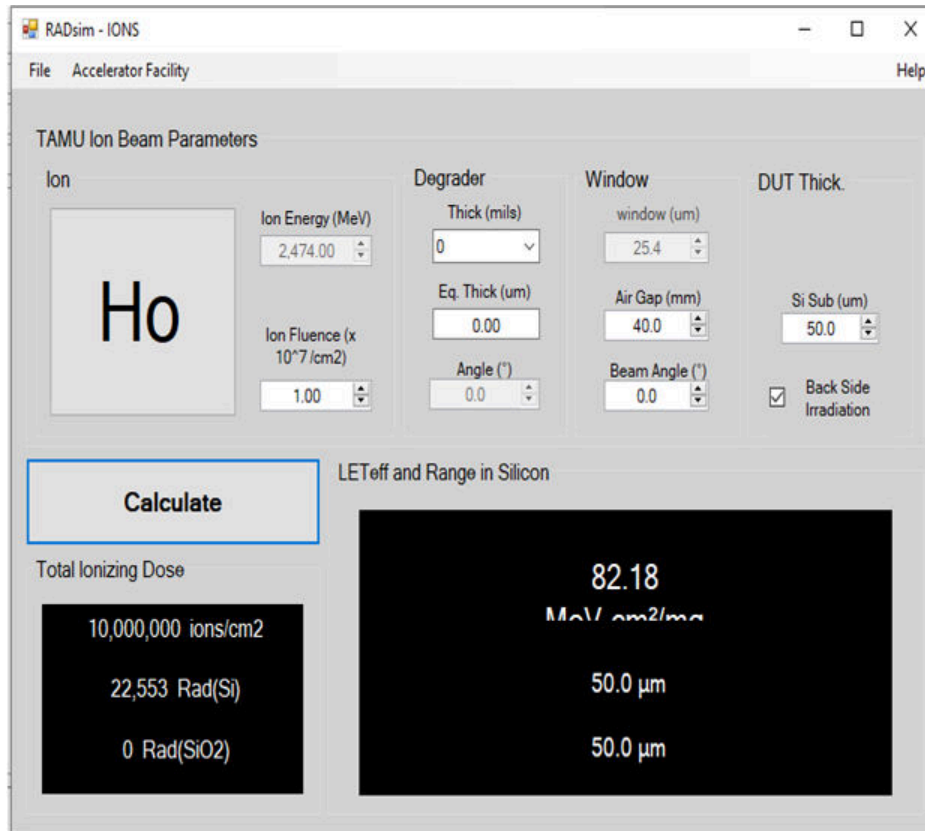 RADsim - IONS
File Accelerator Facility Help
TAMU Ion Beam Parameters
Ion
Ho
Ion Energy (MeV)
2,474.00
Ion Fluence (x
10^7 /cm2)
1.00
Degrader
Thick (mils)
0
Eq. Thick (um)
0.00
Angle (°)
0.0
Window
window (um)
25.4
Air Gap (mm)
40.0
Beam Angle (°)
0.0
DUT Thick.
Si Sub (um)
50.0
Back Side
Irradiation
Calculate
Total Ionizing Dose
10,000,000 ions/cm2
22,553 Rad(Si)
0 Rad(SiO2)
LETeff and Range in Silicon
82.18
MeV cm²/mg
50.0 µm
50.0 µm